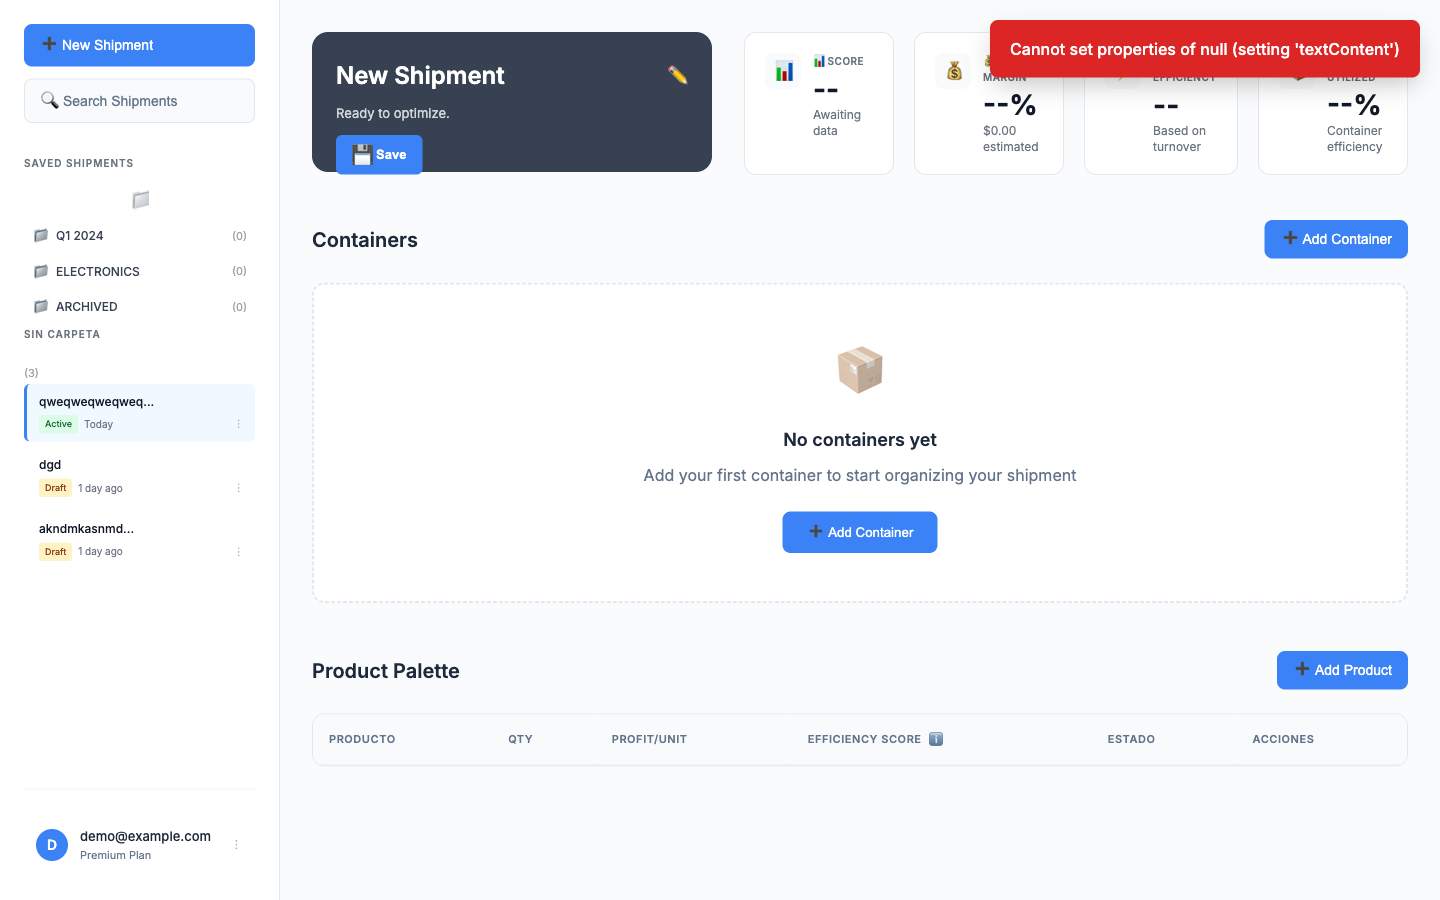 New Shipment
Search Shipments
SAVED SHIPMENTS
Q1 2024 (0)
ELECTRONICS (0)
ARCHIVED (0)
SIN CARPETA
(3)
qweqweqweqweq...
Active Today
dgd
Draft 1 day ago
akndmkasnmd...
Draft 1 day ago
D
demo@example.com
Premium Plan
New Shipment
Ready to optimize.
Save
SCORE
--
Awaiting
data
MARGIN
--%
$0.00
estimated
EFFICIENCY
--
Based on
turnover
UTILIZED
--%
Container
efficiency
Cannot set properties of null (setting 'textContent')
Containers
Add Container
No containers yet
Add your first container to start organizing your shipment
Add Container
Product Palette
Add Product
PRODUCTO QTY PROFIT/UNIT EFFICIENCY SCORE ESTADO ACCIONES